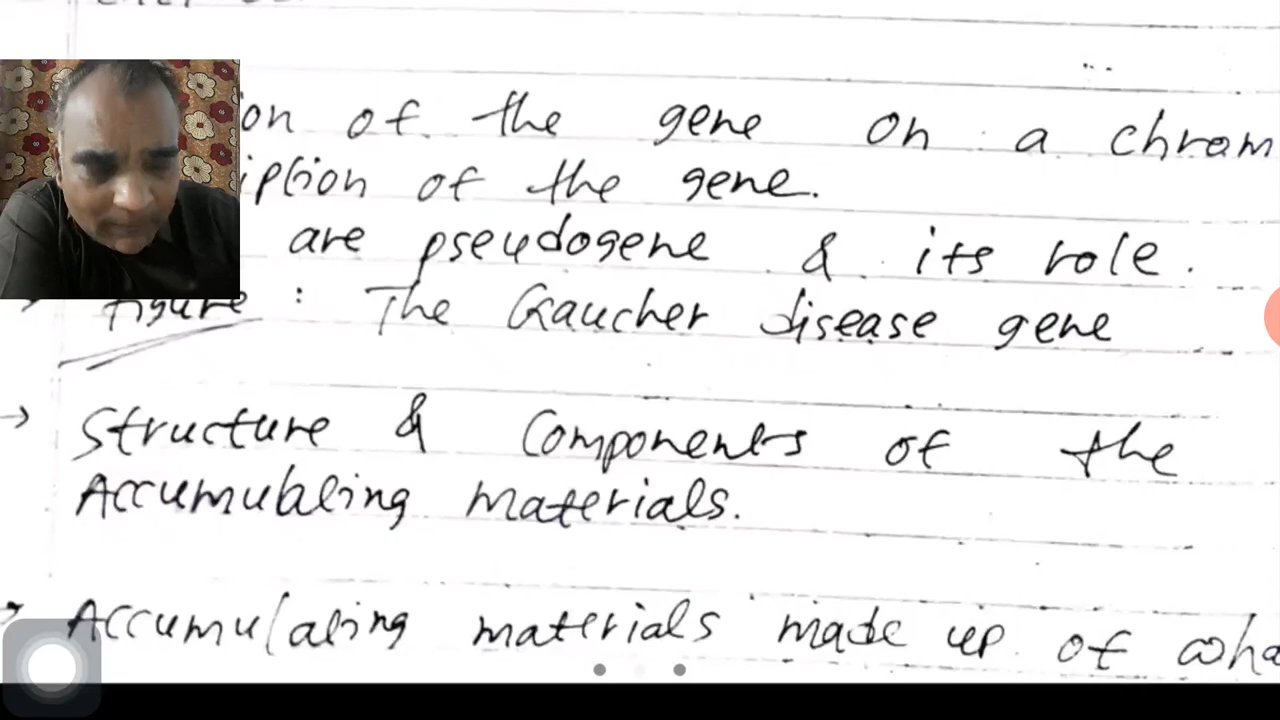 on of the gene on a chrom
iption of the gene.
are pseudogene & its role.
Figure : The Gaucher disease gene
→ Structure & Components of the
Accumulating materials.
Accumulating materials made up of wha